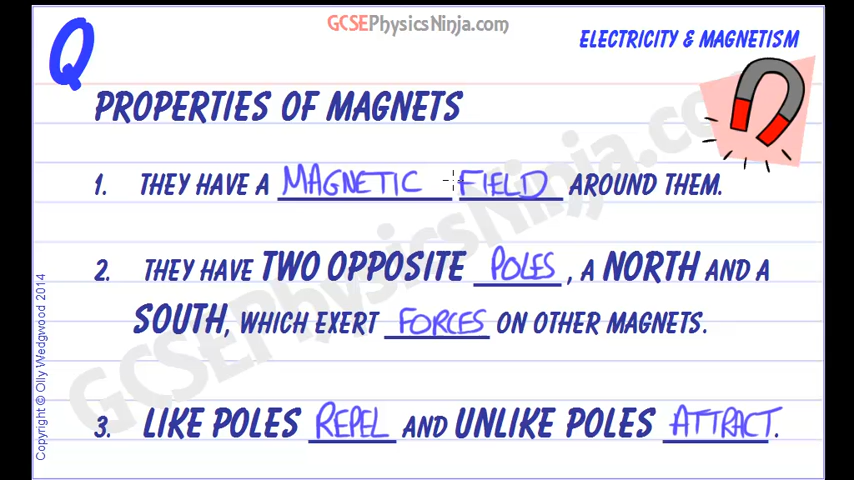 GCSEPhysicsNinja.com
Q
ELECTRICITY & MAGNETISM
PROPERTIES OF MAGNETS
1. THEY HAVE A MAGNETIC FIELD AROUND THEM.
2. THEY HAVE TWO OPPOSITE POLES, A NORTH AND A
SOUTH, WHICH EXERT FORCES ON OTHER MAGNETS.
3. LIKE POLES REPEL AND UNLIKE POLES ATTRACT.
Copyright © Olly Wedgwood 2014
GCSEPhysicsNinja.com